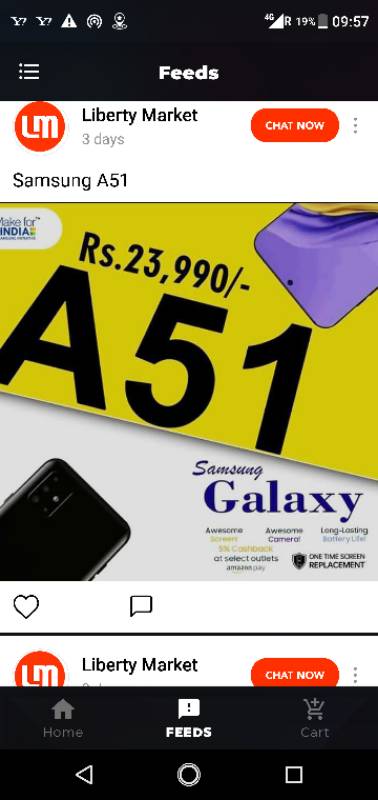 4G R 19% 09:57
Feeds
LM Liberty Market
CHAT NOW
3 days
Samsung A51
Make for
INDIA
Rs.23,990/-
A51
Samsung
Galaxy
Awesome Screen! Awesome Camera! Long-Lasting Battery Life!
5% Cashback
at select outlets
amazon pay
ONE TIME SCREEN
REPLACEMENT
LM Liberty Market
CHAT NOW
Home FEEDS Cart